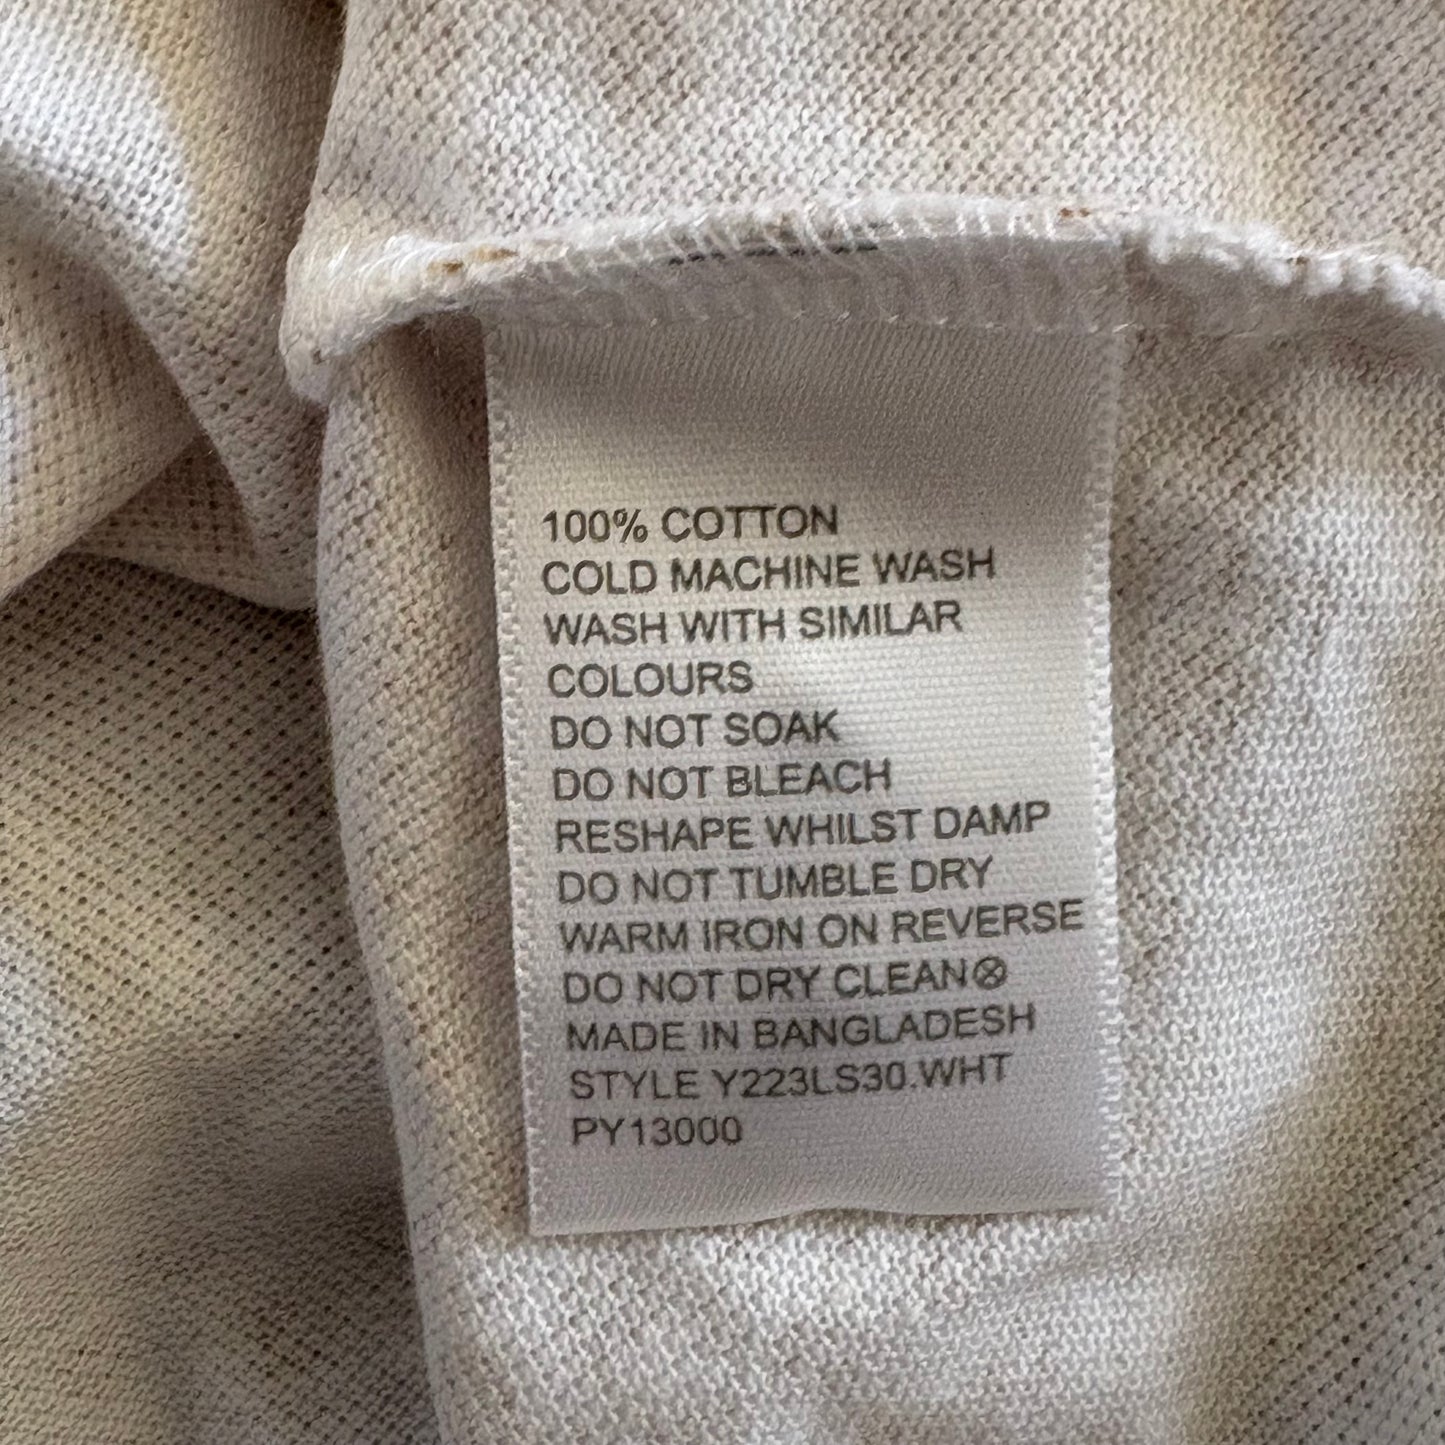 100% COTTON
COLD MACHINE WASH
WASH WITH SIMILAR
COLOURS
DO NOT SOAK
DO NOT BLEACH
RESHAPE WHILST DAMP
DO NOT TUMBLE DRY
WARM IRON ON REVERSE
DO NOT DRY CLEAN
MADE IN BANGLADESH
STYLE Y223LS30.WHT
PY13000